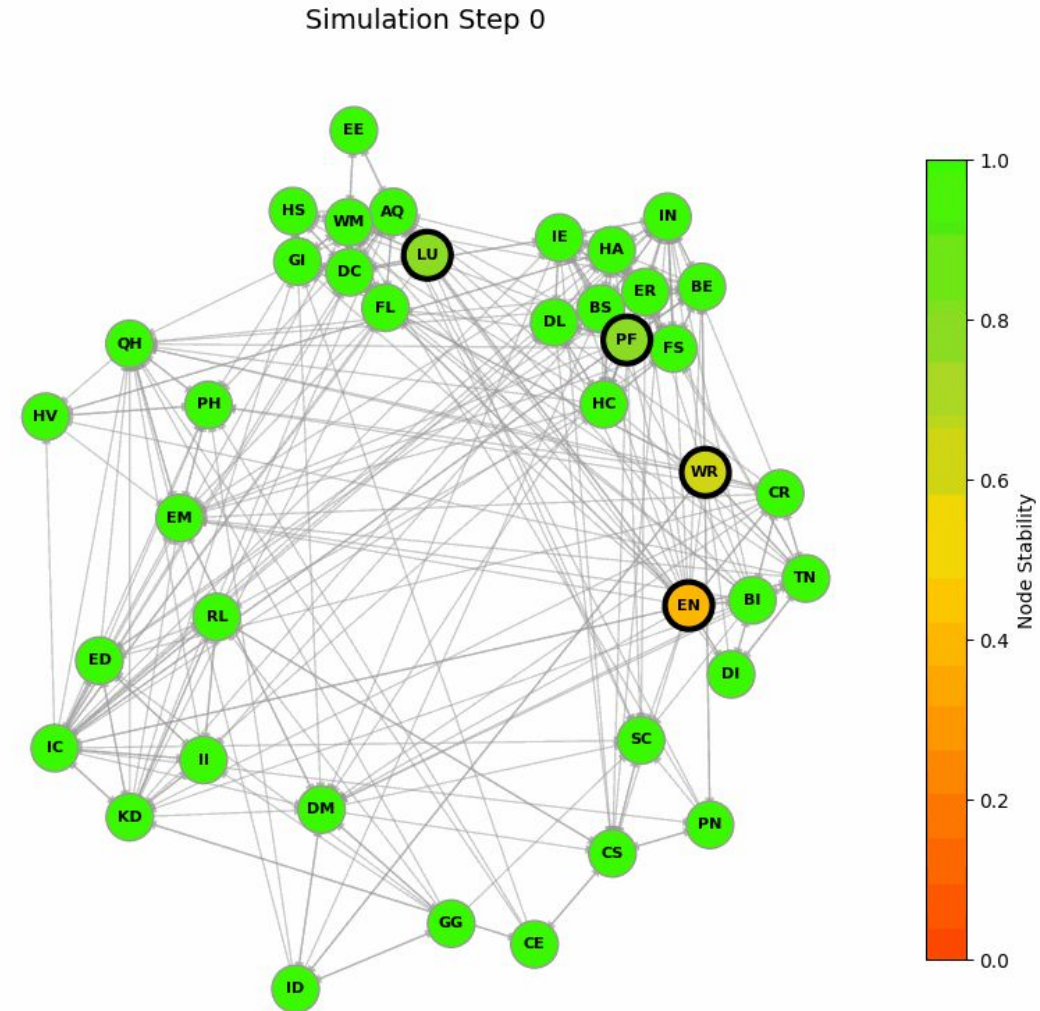 Simulation Step 0
EE
HS
WM
AQ
IN
IE
HA
LU
GI
DC
BE
ER
FL
BS
DL
PF
QH
FS
HC
PH
HV
WR
CR
EM
TN
BI
EN
RL
ED
DI
SC
IC
II
DM
KD
PN
CS
GG
CE
ID
1.0
0.8
0.6
0.4
0.2
0.0
Node Stability